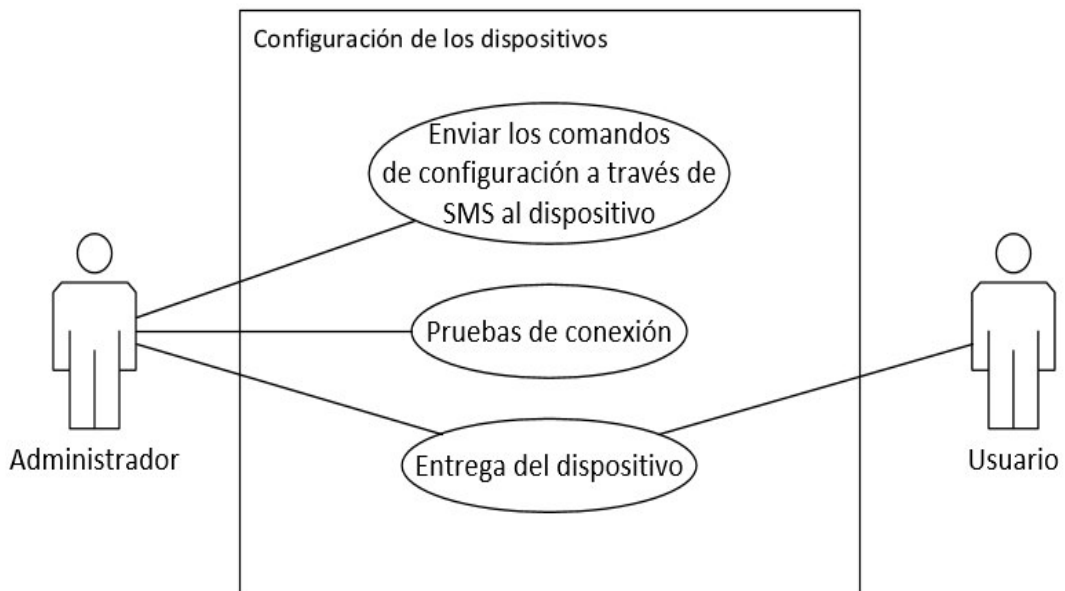 Configuración de los dispositivos
Enviar los comandos
de configuración a través de
SMS al dispositivo
Pruebas de conexión
Entrega del dispositivo
Administrador
Usuario